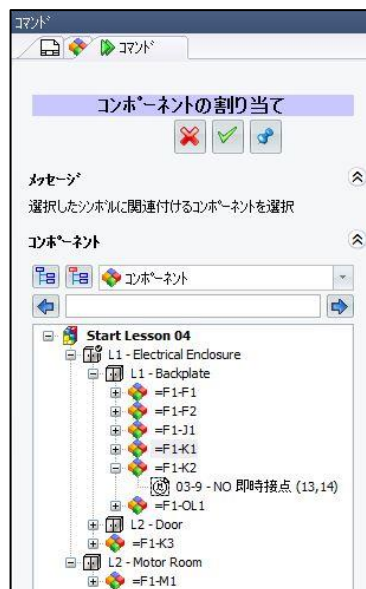 コマンド
コマンド
コンポーネントの割り当て
メッセージ
選択したシンボルに関連付けるコンポーネントを選択
コンポーネント
コンポーネント
Start Lesson 04
L1 - Electrical Enclosure
L1 - Backplate
=F1-F1
=F1-F2
=F1-J1
=F1-K1
=F1-K2
03-9 - NO 即時接点 (13,14)
=F1-OL1
L2 - Door
=F1-K3
L2 - Motor Room
=F1-M1